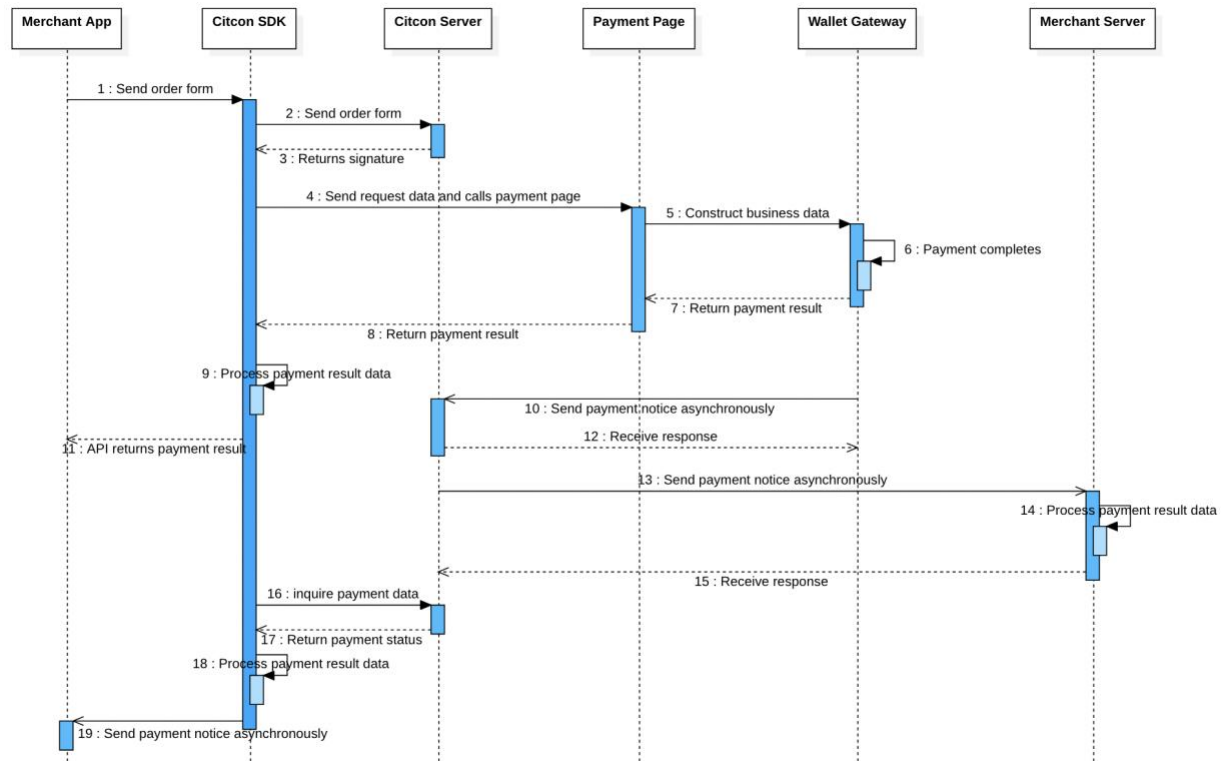 Merchant App
Citcon SDK
Citcon Server
Payment Page
Wallet Gateway
Merchant Server
1 : Send order form
2 : Send order form
3 : Returns signature
4 : Send request data and calls payment page
5 : Construct business data
6 : Payment completes
7 : Return payment result
8 : Return payment result
9 : Process payment result data
10 : Send payment notice asynchronously
12 : Receive response
11 : API returns payment result
13 : Send payment notice asynchronously
14 : Process payment result data
15 : Receive response
16 : inquire payment data
17 : Return payment status
18 : Process payment result data
19 : Send payment notice asynchronously